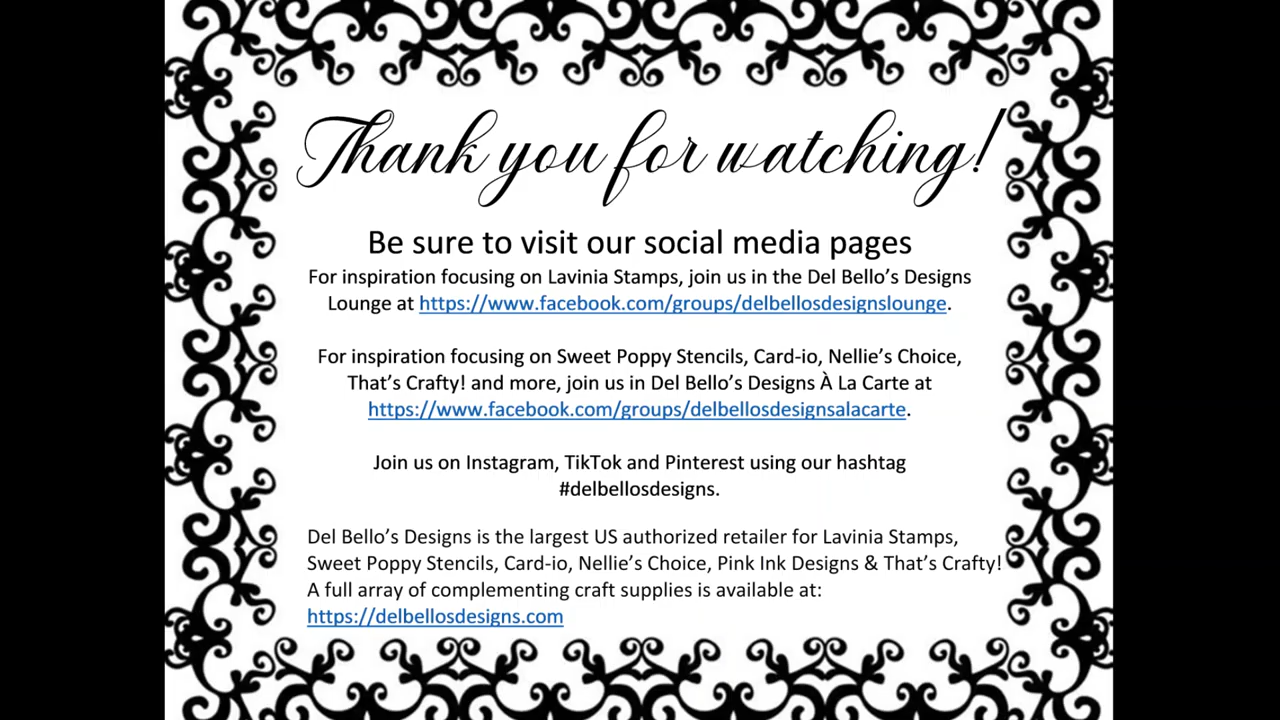 Thank you for watching!
Be sure to visit our social media pages
For inspiration focusing on Lavinia Stamps, join us in the Del Bello’s Designs
Lounge at https://www.facebook.com/groups/delbellosdesignslounge.
For inspiration focusing on Sweet Poppy Stencils, Card-io, Nellie’s Choice,
That’s Crafty! and more, join us in Del Bello’s Designs À La Carte at
https://www.facebook.com/groups/delbellosdesignsalacarte.
Join us on Instagram, TikTok and Pinterest using our hashtag
#delbellosdesigns.
Del Bello’s Designs is the largest US authorized retailer for Lavinia Stamps,
Sweet Poppy Stencils, Card-io, Nellie’s Choice, Pink Ink Designs & That’s Crafty!
A full array of complementing craft supplies is available at:
https://delbellosdesigns.com